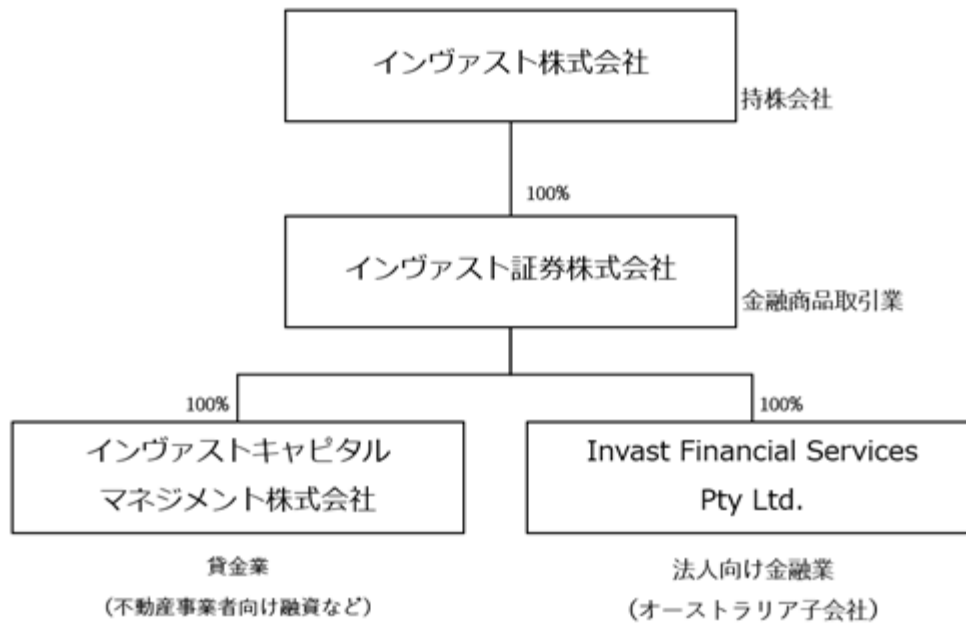 インヴァスト株式会社
持株会社
100%
インヴァスト証券株式会社
金融商品取引業
100%
インヴァストキャピタル
マネジメント株式会社
貸金業
（不動産事業者向け融資など）
100%
Invast Financial Services
Pty Ltd.
法人向け金融業
（オーストラリア子会社）